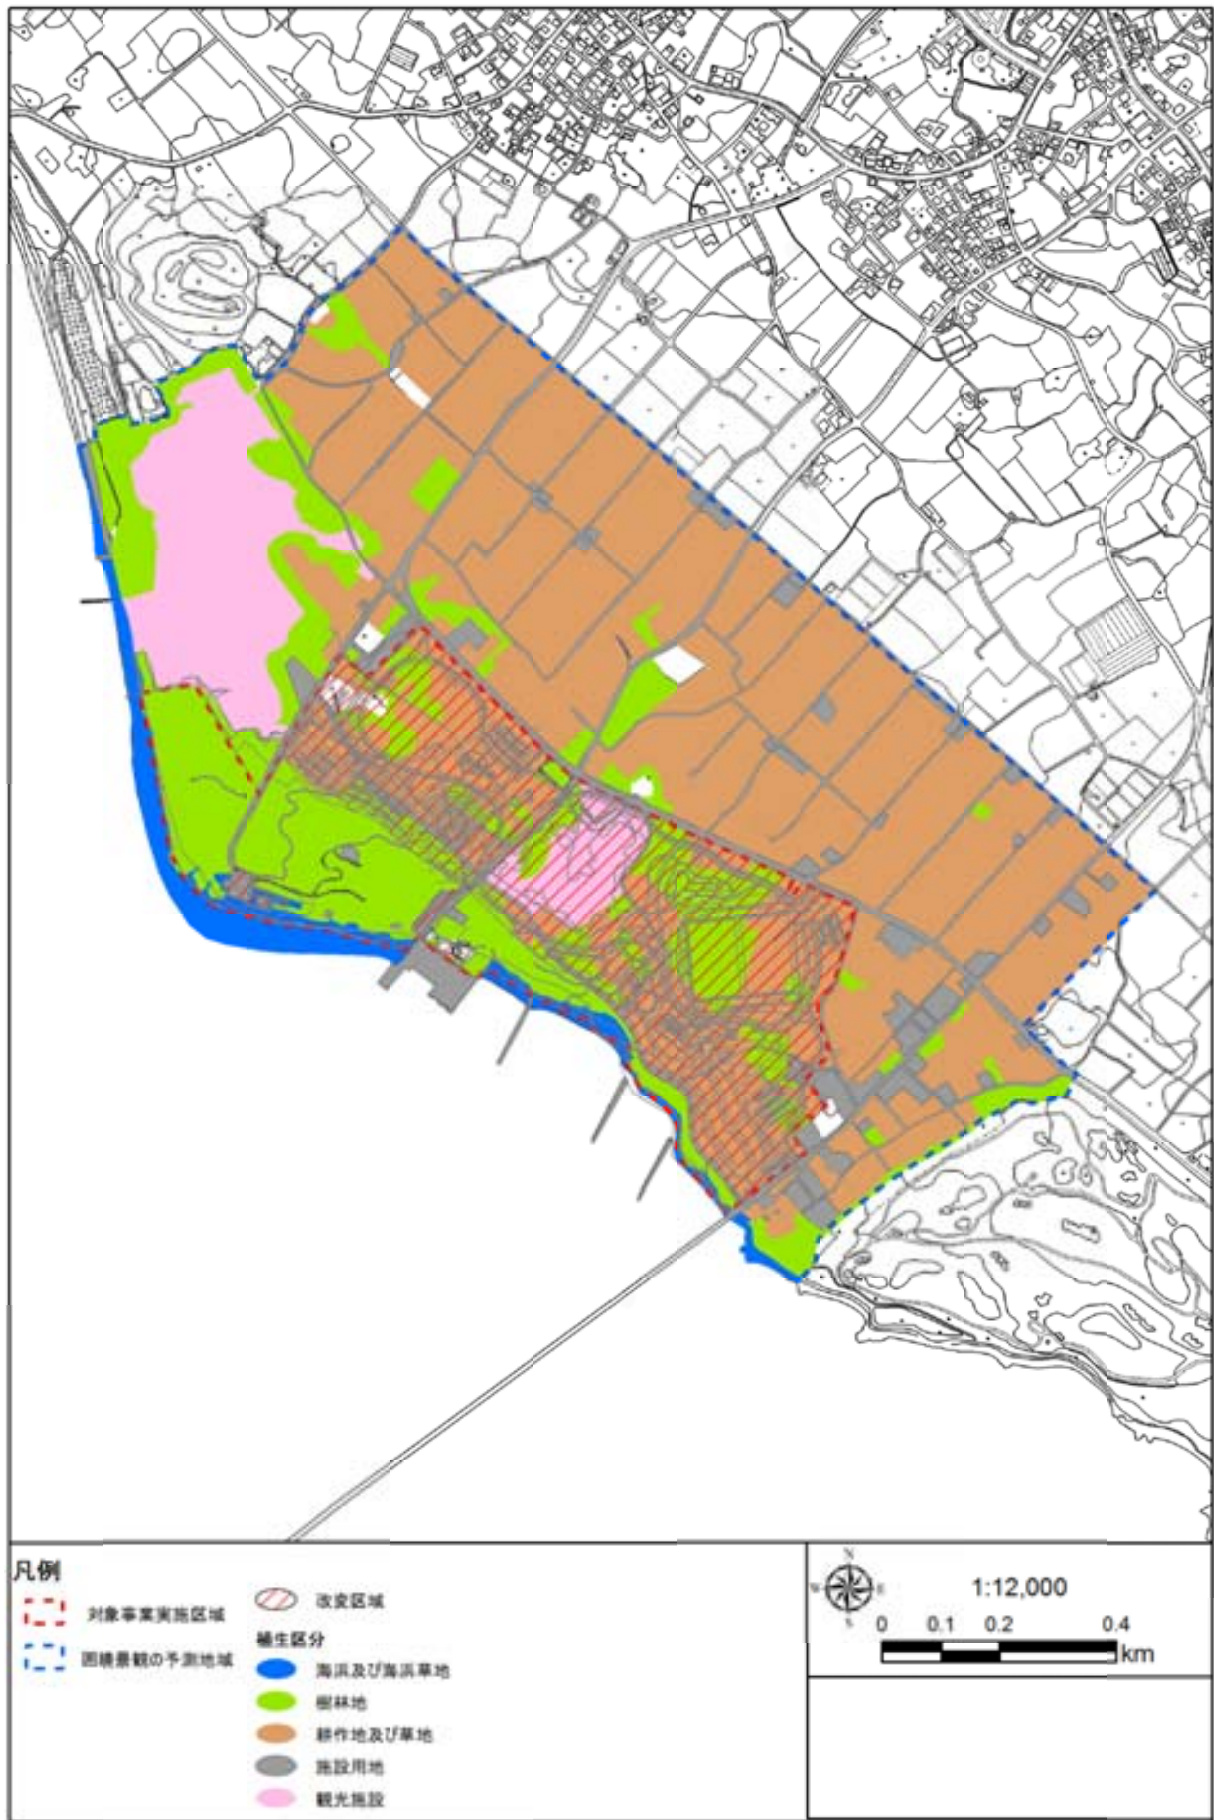 凡例
対象事業実施区域
囲繞景観の予測地域
改変区域
植生区分
海浜及び海浜草地
樹林地
耕作地及び草地
施設用地
観光施設
N
W E
S
1:12,000
0 0.1 0.2 0.4
km